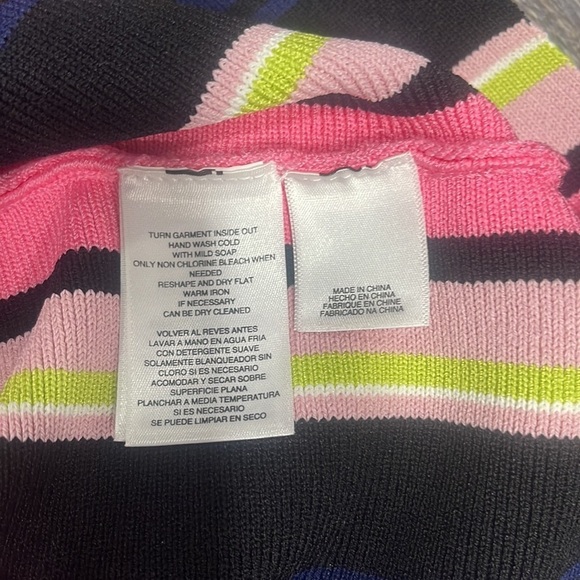 TURN GARMENT INSIDE OUT
HAND WASH COLD
WITH MILD SOAP
ONLY NON CHLORINE BLEACH WHEN
NEEDED
RESHAPE AND DRY FLAT
WARM IRON
IF NECESSARY
CAN BE DRY CLEANED
VOLVER AL REVES ANTES
LAVAR A MANO EN AGUA FRIA
CON DETERGENTE SUAVE
SOLAMENTE BLANQUEADOR SIN
CLORO SI ES NECESARIO
ACOMODAR Y SECAR SOBRE
SUPERFICIE PLANA
PLANCHAR A MEDIA TEMPERATURA
SI ES NECESARIO
SE PUEDE LIMPIAR EN SECO
MADE IN CHINA
HECHO EN CHINA
FABRIQUE EN CHINE
FABRICADO NA CHINA